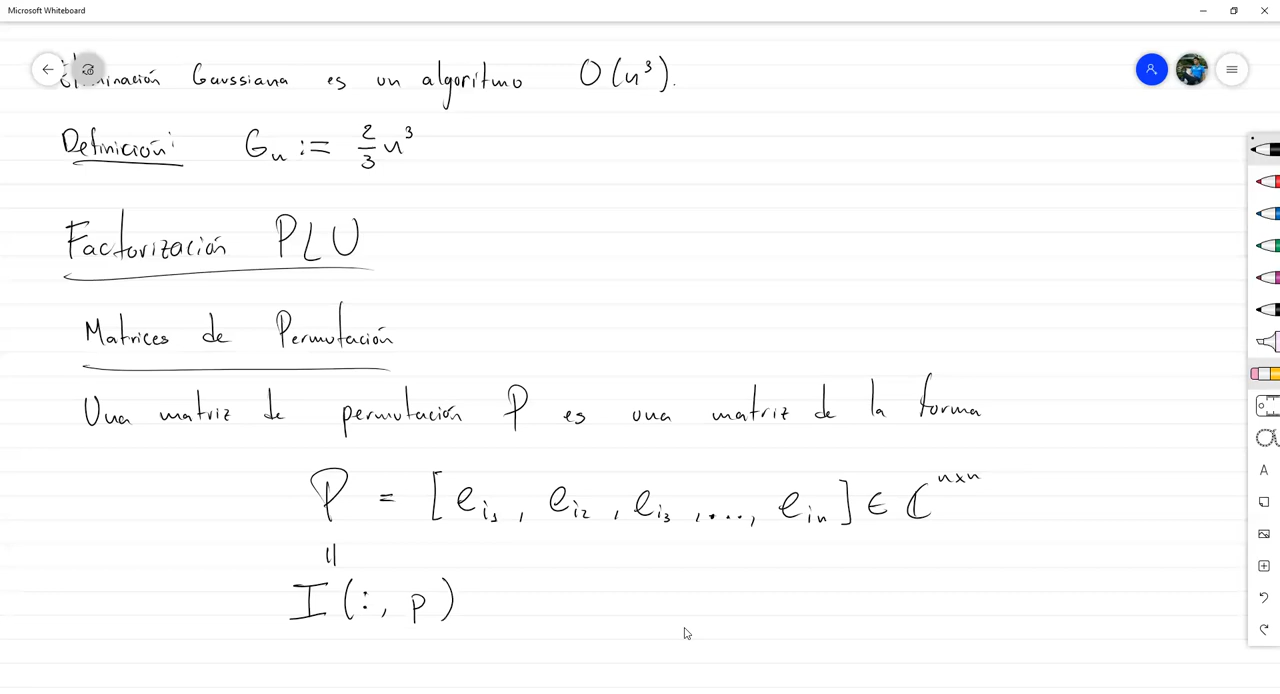 Microsoft Whiteboard
Eliminación Gaussiana es un algoritmo O(n³).
Definición: Gₙ := 2/3 n³
Factorización PLU
Matrices de Permutación
Una matriz de permutación P es una matriz de la forma
P = [e_{i₁}, e_{i₂}, e_{i₃}, ..., e_{iₙ}] ∈ ℂ^{n×n}
||
I(:, p)
A